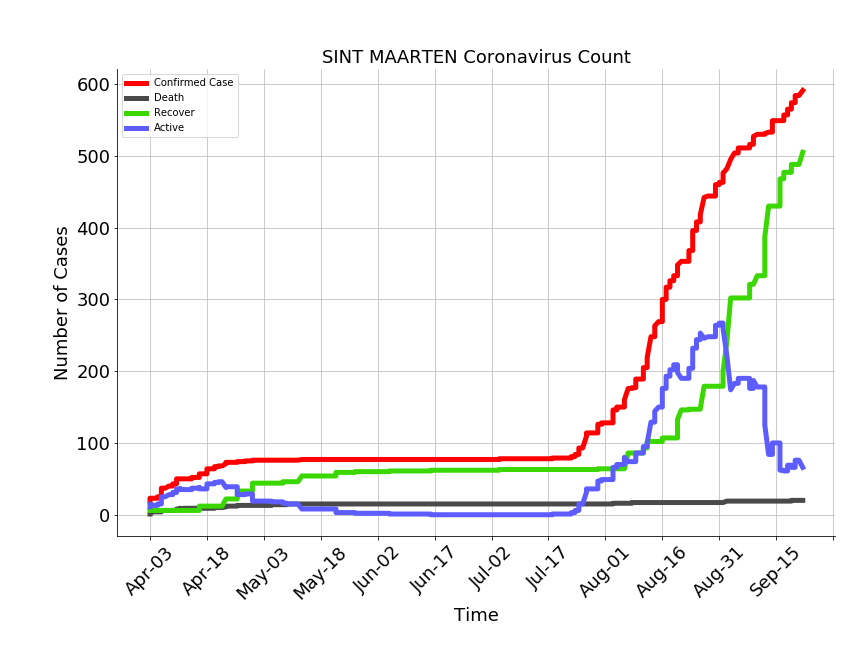 SINT MAARTEN Coronavirus Count
Confirmed Case
Death
Recover
Active
Number of Cases
600
500
400
300
200
100
0
Apr-03 Apr-18 May-03 May-18 Jun-02 Jun-17 Jul-02 Jul-17 Aug-01 Aug-16 Aug-31 Sep-15
Time